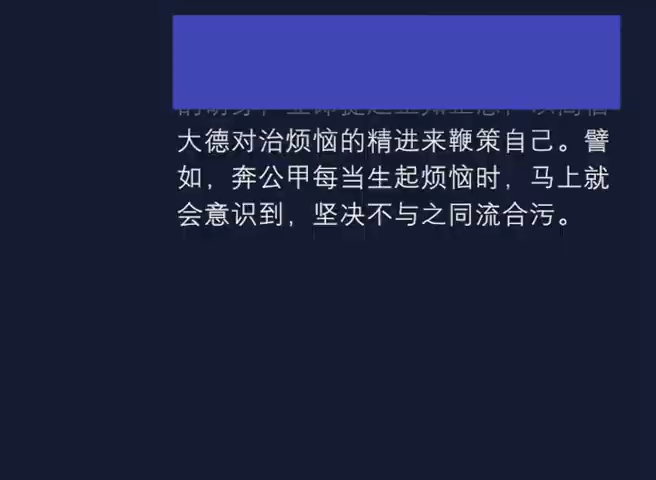 大德对治烦恼的精进来鞭策自己。譬
如，奔公甲每当生起烦恼时，马上就
会意识到，坚决不与之同流合污。